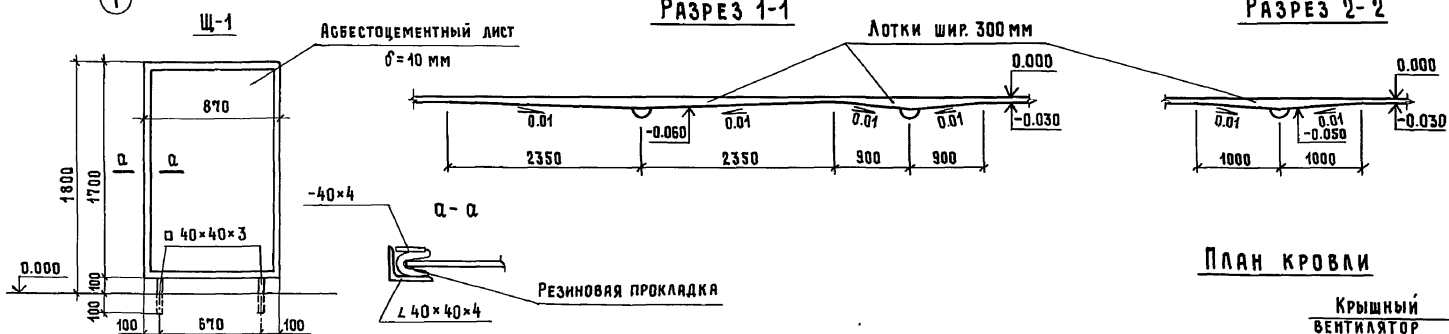 1
Щ-1
Асбестоцементный лист
δ=10 мм
870
а
а
1800
1700
▫ 40×40×3
0.000
100
100
100
670
100
-40×4
а-а
Резиновая прокладка
∠40×40×4
Разрез 1-1
Лотки шир. 300 мм
0.000
-0.030
0.01
-0.060
0.01
0.01
0.01
2350
2350
900
900
Разрез 2-2
0.000
-0.030
0.01
-0.050
0.01
1000
1000
План кровли
Крышный
вентилятор